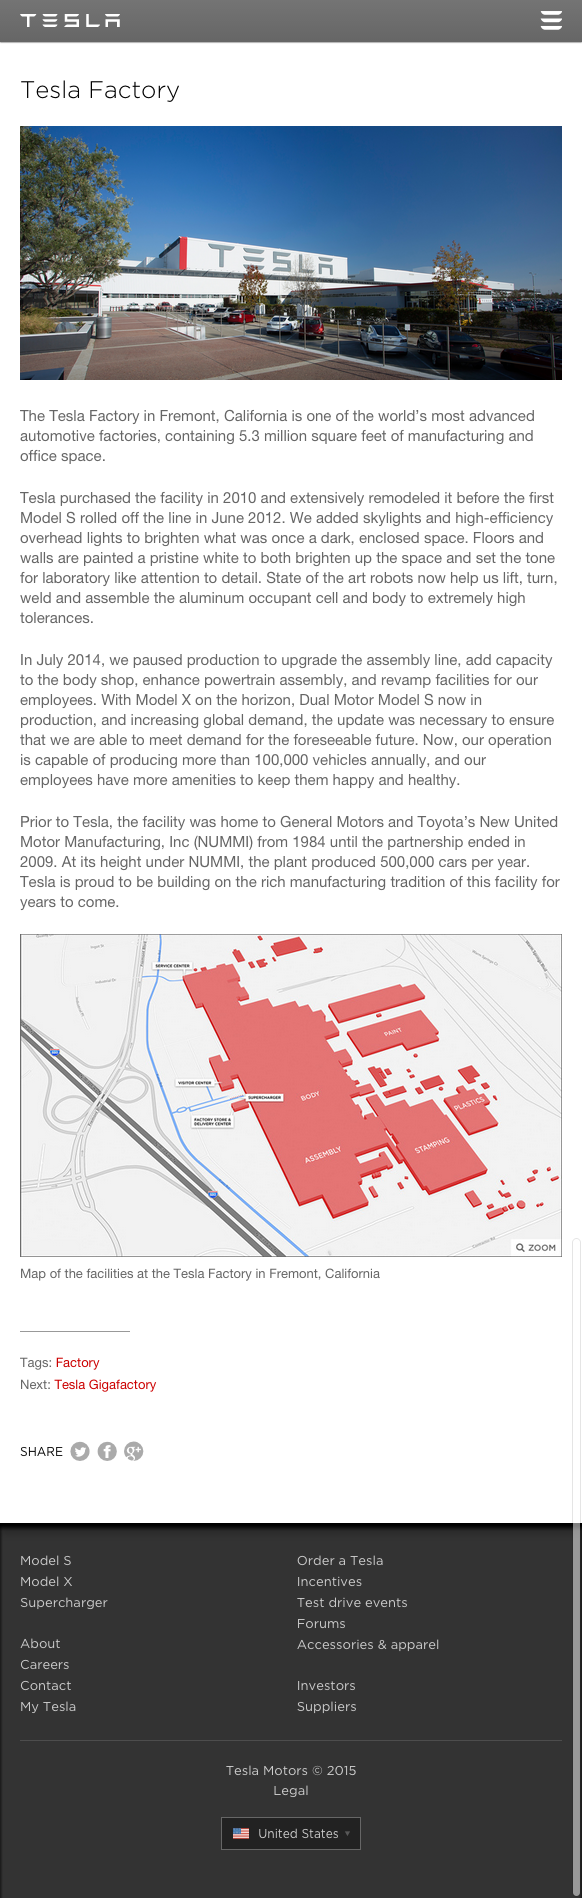 TESLA
Tesla Factory
TESLA
The Tesla Factory in Fremont, California is one of the world’s most advanced
automotive factories, containing 5.3 million square feet of manufacturing and
office space.
Tesla purchased the facility in 2010 and extensively remodeled it before the first
Model S rolled off the line in June 2012. We added skylights and high-efficiency
overhead lights to brighten what was once a dark, enclosed space. Floors and
walls are painted a pristine white to both brighten up the space and set the tone
for laboratory like attention to detail. State of the art robots now help us lift, turn,
weld and assemble the aluminum occupant cell and body to extremely high
tolerances.
In July 2014, we paused production to upgrade the assembly line, add capacity
to the body shop, enhance powertrain assembly, and revamp facilities for our
employees. With Model X on the horizon, Dual Motor Model S now in
production, and increasing global demand, the update was necessary to ensure
that we are able to meet demand for the foreseeable future. Now, our operation
is capable of producing more than 100,000 vehicles annually, and our
employees have more amenities to keep them happy and healthy.
Prior to Tesla, the facility was home to General Motors and Toyota’s New United
Motor Manufacturing, Inc (NUMMI) from 1984 until the partnership ended in
2009. At its height under NUMMI, the plant produced 500,000 cars per year.
Tesla is proud to be building on the rich manufacturing tradition of this facility for
years to come.
SERVICE CENTER
PAINT
VISITOR CENTER
SUPERCHARGER
BODY
PLASTICS
FACTORY STORE &
DELIVERY CENTER
STAMPING
ASSEMBLY
ZOOM
Map of the facilities at the Tesla Factory in Fremont, California
Tags: Factory
Next: Tesla Gigafactory
SHARE
Model S
Model X
Supercharger
About
Careers
Contact
My Tesla
Order a Tesla
Incentives
Test drive events
Forums
Accessories & apparel
Investors
Suppliers
Tesla Motors © 2015
Legal
United States